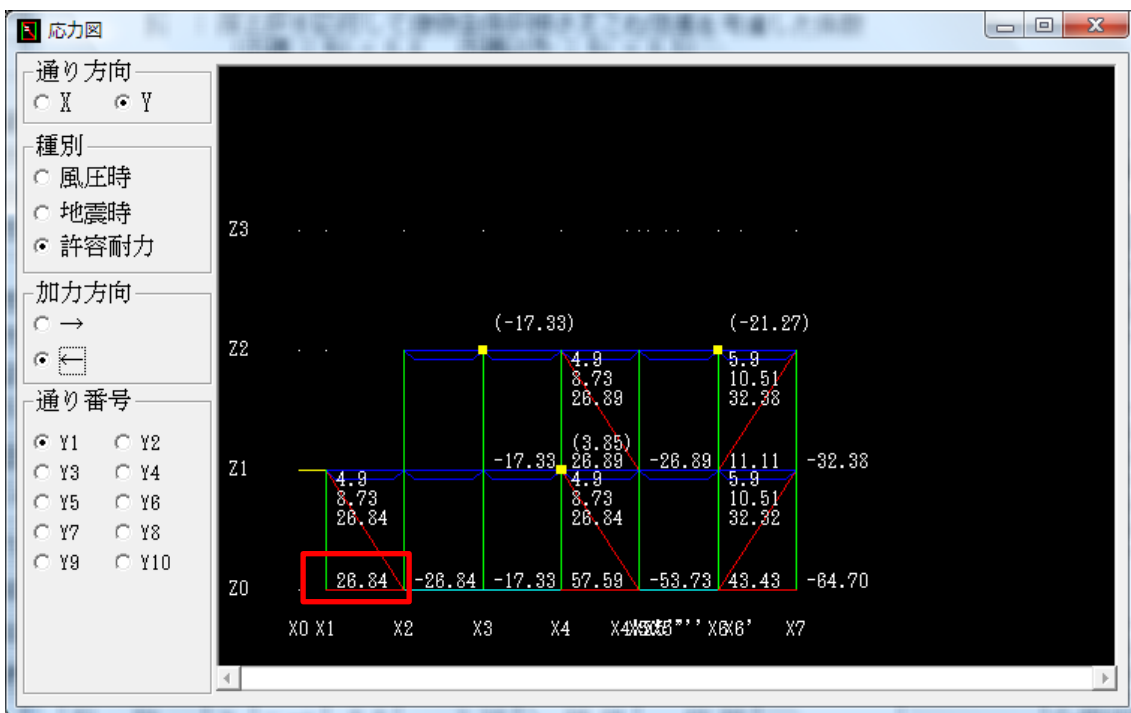 応力図
通り方向
X Y
種別
風圧時
地震時
許容耐力
加力方向
→
←
通り番号
Y1 Y2
Y3 Y4
Y5 Y6
Y7 Y8
Y9 Y10
Z3
(-17.33) (-21.27)
Z2
4.9 5.9
8.73 10.51
26.89 32.38
(3.85)
Z1 -17.33 26.89 -26.89 11.11 -32.38
4.9 4.9 5.9
8.73 8.73 10.51
26.84 26.84 32.32
Z0 26.84 -26.84 -17.33 57.59 -53.73 43.43 -64.70
X0 X1 X2 X3 X4 X6' X7